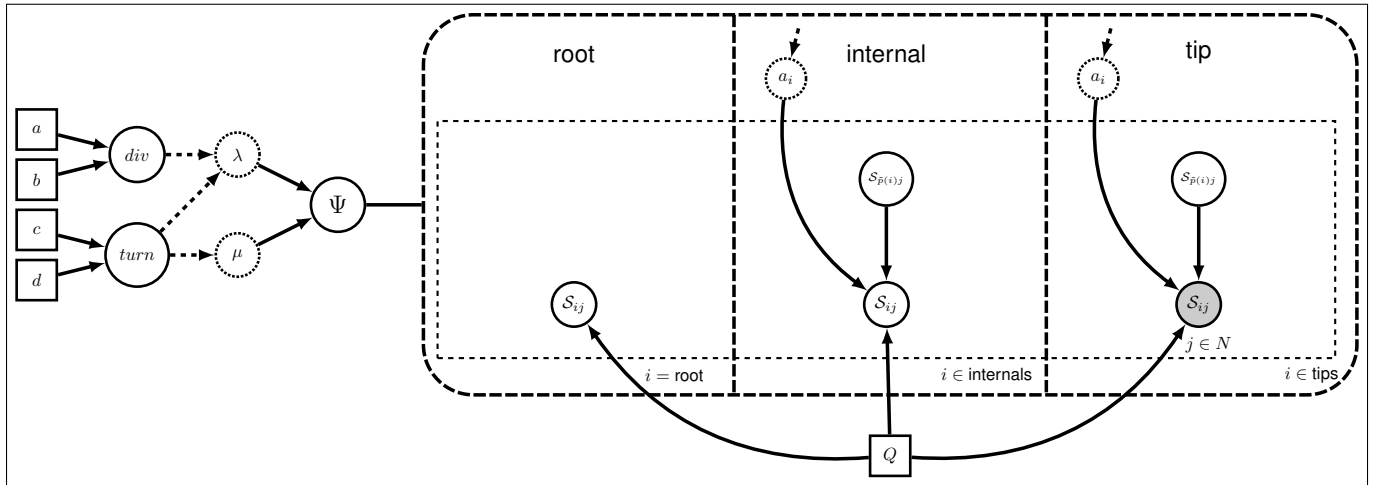 root
internal
tip
a_i
a_i
a
b
div
λ
S_{p̃(i)j}
S_{p̃(i)j}
Ψ
c
d
turn
μ
S_{ij}
S_{ij}
S_{ij}
j ∈ N
i = root
i ∈ internals
i ∈ tips
Q